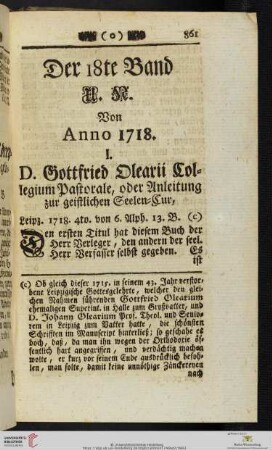 (o) 861
Der 18te Band
U. N.
Von
Anno 1718.
I.
D. Gottfried Olearii Col-
legium Pastorale, oder Anleitung
zur geistlichen Seelen-Cur,
Leipz. 1718. 4to. von 6. Alph. 13. B. (c)
Den ersten Titul hat diesem Buch der
Herr Verleger, den andern der seel.
Herr Verfasser selbst gegeben. Es
ist
(c) Ob gleich dieser 1715. in seinem 43. Jahr verstor-
bene Leipzigische Gottesgelehrte, welcher den glei-
chen Nahmen führenden Gottfried Olearium
ehemaligen Superint. in Halle zum Großvatter, und
D. Johann Olearium Prof. Theol. und Senio-
rem in Leipzig zum Vatter hatte, die schönsten
Schrifften im Manuscript hinterließ; so geschahe es
doch, daß, da man ihn wegen der Orthodoxie öf-
fentlich hart angegriffen, und verdächtig machen
wolte, er kurz vor seinem Ende ausdrücklich befoh-
len, man solte, damit keine unnöthige Zänckereyen
nach